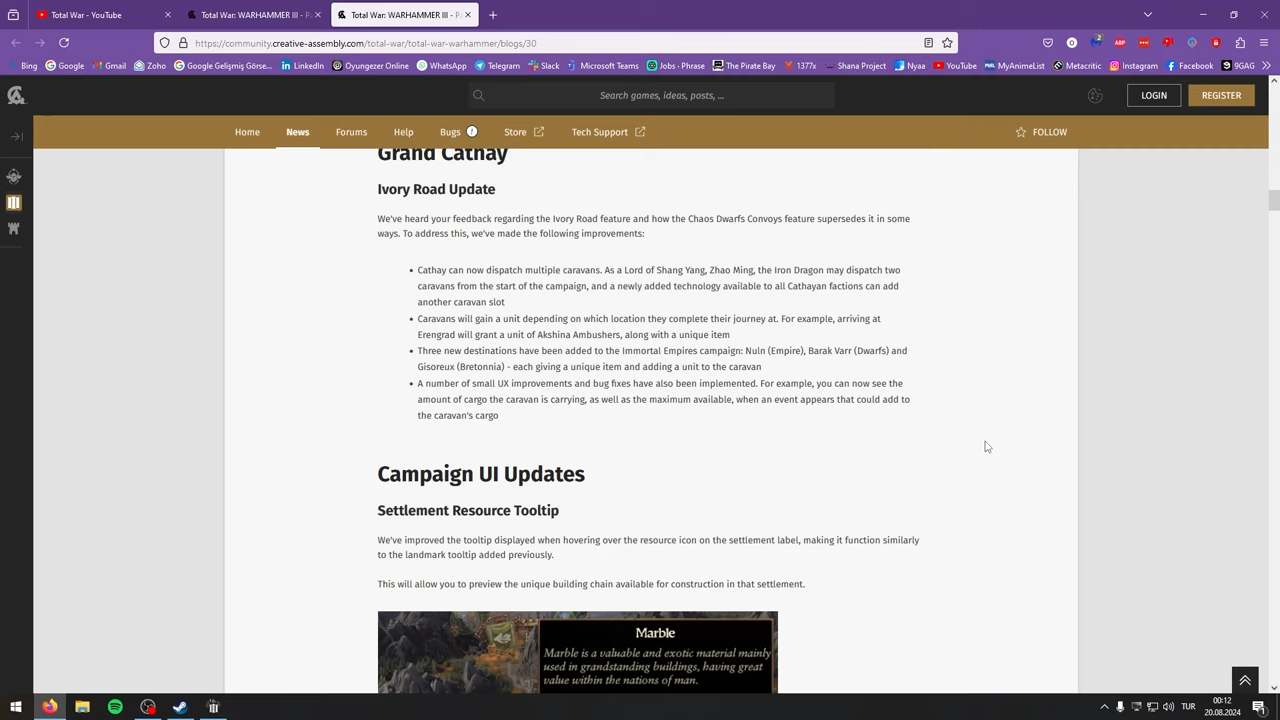 Total War - YouTube
Total War: WARHAMMER III - Pa
Total War: WARHAMMER III - P
https://community.creative-assembly.com/total-war/total-war-warhammer/blogs/30
Bing Google Gmail Zoho Google Gelişmiş Görse... LinkedIn Oyungezer Online WhatsApp Telegram Slack Microsoft Teams Jobs · Phrase The Pirate Bay 1377x Shana Project Nyaa YouTube MyAnimeList Metacritic Instagram Facebook 9GAG
Search games, ideas, posts, ...
LOGIN
REGISTER
Home News Forums Help Bugs Store Tech Support FOLLOW
Grand Cathay
Ivory Road Update
We've heard your feedback regarding the Ivory Road feature and how the Chaos Dwarfs Convoys feature supersedes it in some
ways. To address this, we've made the following improvements:
• Cathay can now dispatch multiple caravans. As a Lord of Shang Yang, Zhao Ming, the Iron Dragon may dispatch two
caravans from the start of the campaign, and a newly added technology available to all Cathayan factions can add
another caravan slot
• Caravans will gain a unit depending on which location they complete their journey at. For example, arriving at
Erengrad will grant a unit of Akshina Ambushers, along with a unique item
• Three new destinations have been added to the Immortal Empires campaign: Nuln (Empire), Barak Varr (Dwarfs) and
Gisoreux (Bretonnia) - each giving a unique item and adding a unit to the caravan
• A number of small UX improvements and bug fixes have also been implemented. For example, you can now see the
amount of cargo the caravan is carrying, as well as the maximum available, when an event appears that could add to
the caravan's cargo
Campaign UI Updates
Settlement Resource Tooltip
We've improved the tooltip displayed when hovering over the resource icon on the settlement label, making it function similarly
to the landmark tooltip added previously.
This will allow you to preview the unique building chain available for construction in that settlement.
Marble
Marble is a valuable and exotic material mainly
used in grandstanding buildings, having great
value within the nations of man.
TUR
00:12
20.08.2024